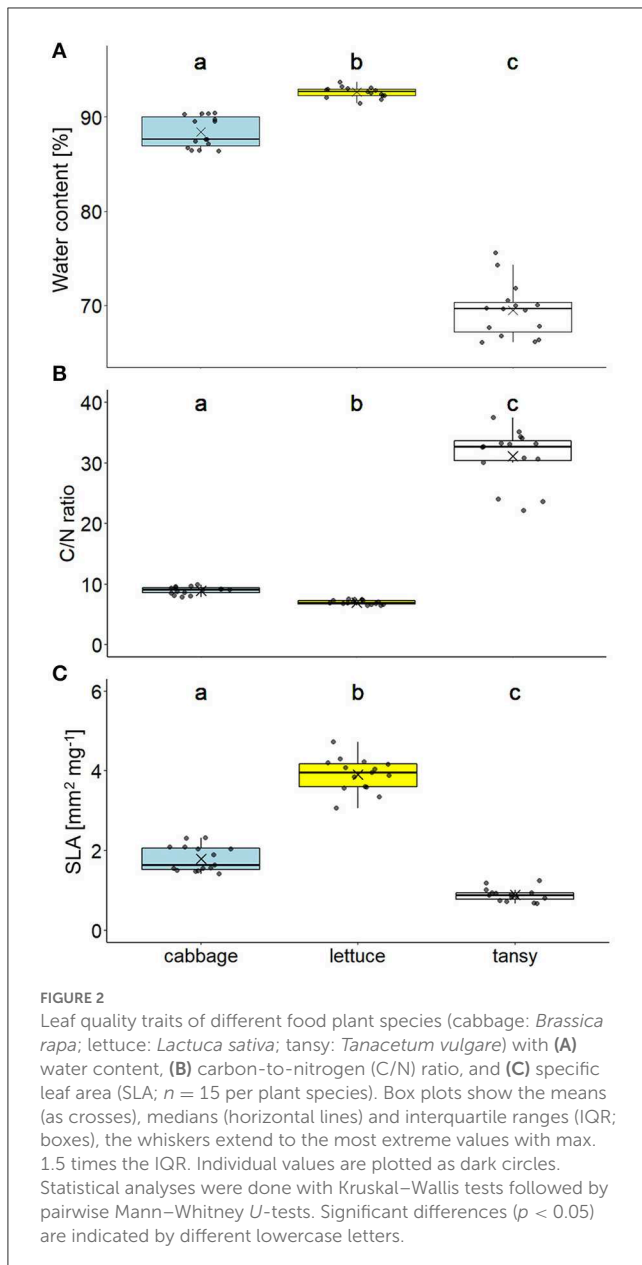 A
a b c
Water content [%]
90
80
70
B
a b c
C/N ratio
40
30
20
10
0
C
a b c
SLA [mm² mg⁻¹]
6
4
2
0
cabbage lettuce tansy
FIGURE 2
Leaf quality traits of different food plant species (cabbage: Brassica
rapa; lettuce: Lactuca sativa; tansy: Tanacetum vulgare) with (A)
water content, (B) carbon-to-nitrogen (C/N) ratio, and (C) specific
leaf area (SLA; n = 15 per plant species). Box plots show the means
(as crosses), medians (horizontal lines) and interquartile ranges (IQR;
boxes), the whiskers extend to the most extreme values with max.
1.5 times the IQR. Individual values are plotted as dark circles.
Statistical analyses were done with Kruskal–Wallis tests followed by
pairwise Mann–Whitney U-tests. Significant differences (p < 0.05)
are indicated by different lowercase letters.